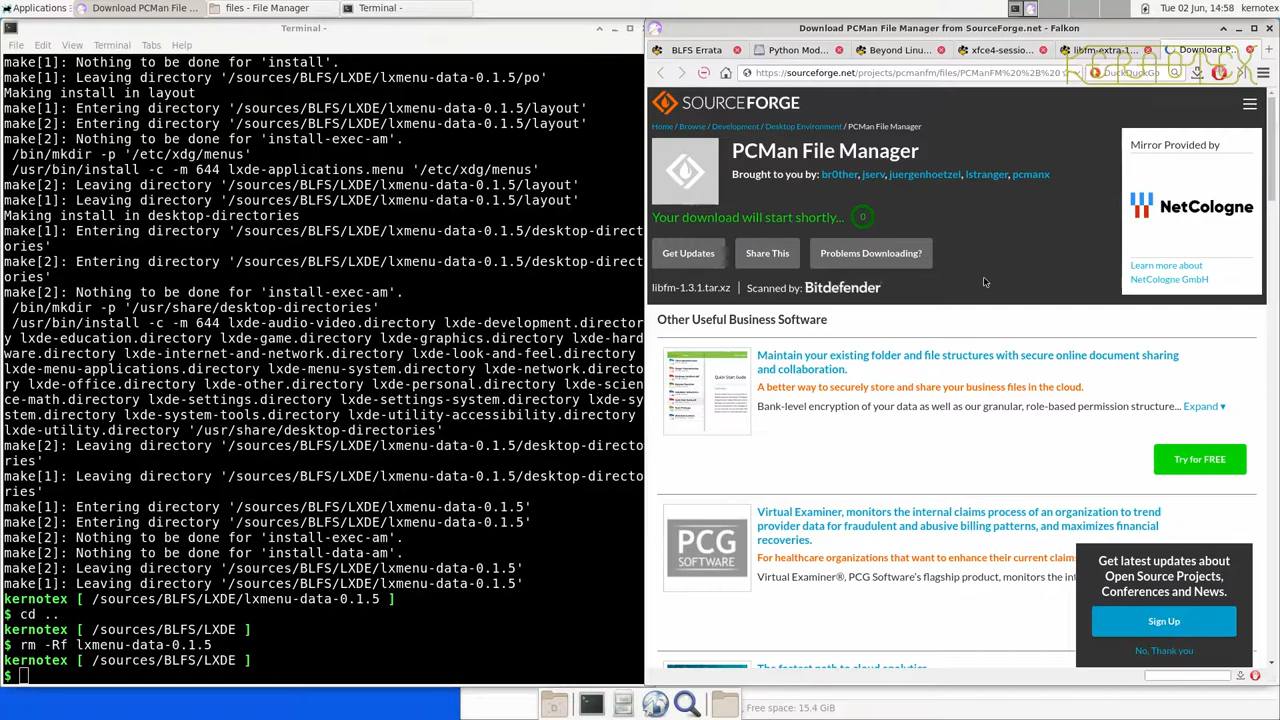 Applications
Download PCMan File ...
files - File Manager
Terminal -
Tue 02 Jun, 14:58
kernotex
Terminal -
File Edit View Terminal Tabs Help
make[1]: Nothing to be done for 'install'.
make[1]: Leaving directory '/sources/BLFS/LXDE/lxmenu-data-0.1.5/po'
Making install in layout
make[1]: Entering directory '/sources/BLFS/LXDE/lxmenu-data-0.1.5/layout'
make[2]: Entering directory '/sources/BLFS/LXDE/lxmenu-data-0.1.5/layout'
make[2]: Nothing to be done for 'install-exec-am'.
/bin/mkdir -p '/etc/xdg/menus'
/usr/bin/install -c -m 644 lxde-applications.menu '/etc/xdg/menus'
make[2]: Leaving directory '/sources/BLFS/LXDE/lxmenu-data-0.1.5/layout'
make[1]: Leaving directory '/sources/BLFS/LXDE/lxmenu-data-0.1.5/layout'
Making install in desktop-directories
make[1]: Entering directory '/sources/BLFS/LXDE/lxmenu-data-0.1.5/desktop-direct
ories'
make[2]: Entering directory '/sources/BLFS/LXDE/lxmenu-data-0.1.5/desktop-direct
ories'
make[2]: Nothing to be done for 'install-exec-am'.
/bin/mkdir -p '/usr/share/desktop-directories'
/usr/bin/install -c -m 644 lxde-audio-video.directory lxde-development.director
y lxde-education.directory lxde-game.directory lxde-graphics.directory lxde-hard
ware.directory lxde-internet-and-network.directory lxde-look-and-feel.directory
lxde-menu-applications.directory lxde-menu-system.directory lxde-network.directo
ry lxde-office.directory lxde-other.directory lxde-personal.directory lxde-scien
ce-math.directory lxde-settings.directory lxde-settings-system.directory lxde-sy
stem.directory lxde-system-tools.directory lxde-utility-accessibility.directory
lxde-utility.directory '/usr/share/desktop-directories'
make[2]: Leaving directory '/sources/BLFS/LXDE/lxmenu-data-0.1.5/desktop-directo
ries'
make[1]: Leaving directory '/sources/BLFS/LXDE/lxmenu-data-0.1.5/desktop-directo
ries'
make[1]: Entering directory '/sources/BLFS/LXDE/lxmenu-data-0.1.5'
make[2]: Entering directory '/sources/BLFS/LXDE/lxmenu-data-0.1.5'
make[2]: Nothing to be done for 'install-exec-am'.
make[2]: Nothing to be done for 'install-data-am'.
make[2]: Leaving directory '/sources/BLFS/LXDE/lxmenu-data-0.1.5'
make[1]: Leaving directory '/sources/BLFS/LXDE/lxmenu-data-0.1.5'
kernotex [ /sources/BLFS/LXDE/lxmenu-data-0.1.5 ]
$ cd ..
kernotex [ /sources/BLFS/LXDE ]
$ rm -Rf lxmenu-data-0.1.5
kernotex [ /sources/BLFS/LXDE ]
$
Download PCMan File Manager from SourceForge.net - Falkon
BLFS Errata
Python Mod...
Beyond Linu...
xfce4-sessio...
libfm-extra-1...
Download P...
https://sourceforge.net/projects/pcmanfm/files/PCManFM%20%2B%20
DuckDuckGo
SOURCEFORGE
Home / Browse / Development / Desktop Environment / PCMan File Manager
PCMan File Manager
Brought to you by: br0ther, jserv, juergenhoetzel, lstranger, pcmanx
Your download will start shortly... 0
Get Updates
Share This
Problems Downloading?
libfm-1.3.1.tar.xz | Scanned by: Bitdefender
Mirror Provided by
NetCologne
Learn more about
NetCologne GmbH
Other Useful Business Software
Maintain your existing folder and file structures with secure online document sharing
and collaboration.
A better way to securely store and share your business files in the cloud.
Bank-level encryption of your data as well as our granular, role-based permission structure... Expand ▾
Try for FREE
PCG
SOFTWARE
Virtual Examiner, monitors the internal claims process of an organization to trend
provider data for fraudulent and abusive billing patterns, and maximizes financial
recoveries.
For healthcare organizations that want to enhance their current claim
Virtual Examiner®, PCG Software's flagship product, monitors the int
Get latest updates about
Open Source Projects,
Conferences and News.
Sign Up
No, Thank you
The fastest path to cloud analytics
Free space: 15.4 GiB